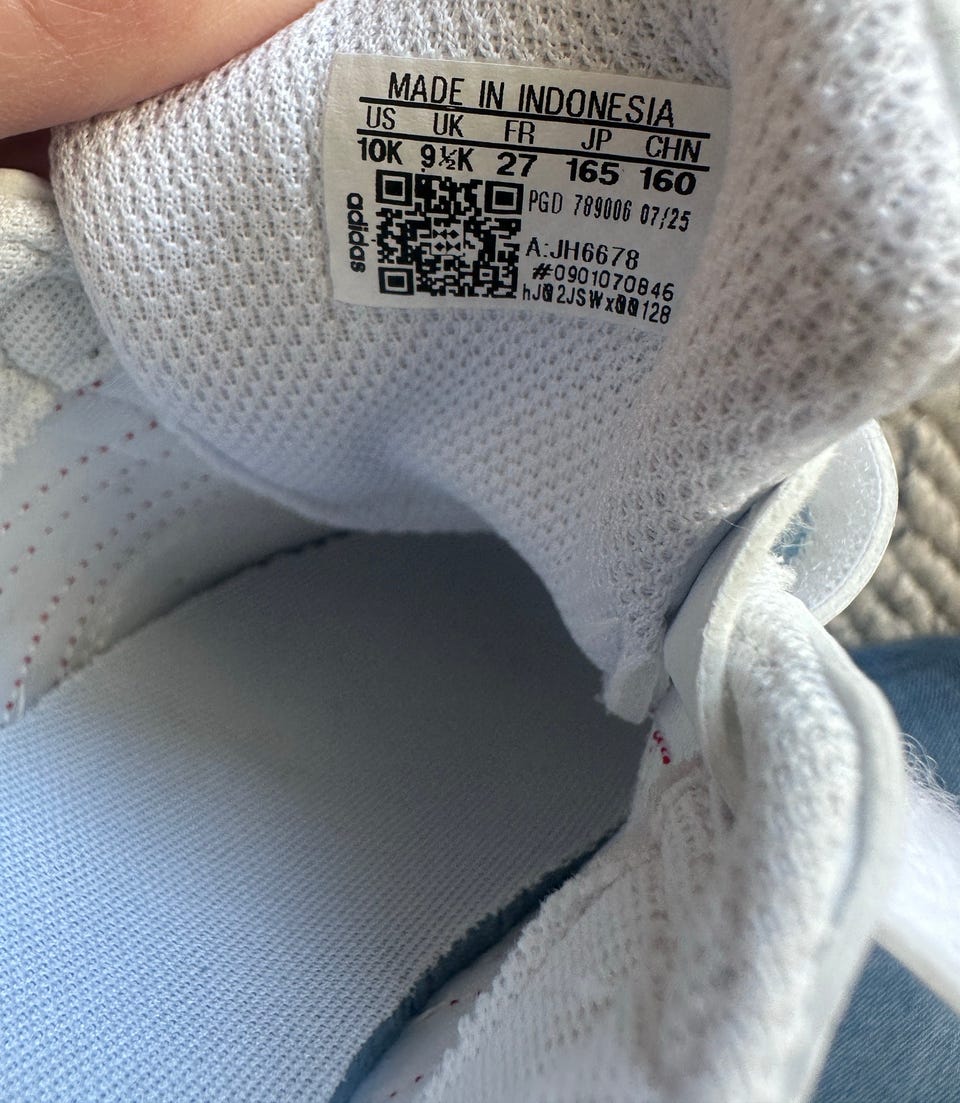 MADE IN INDONESIA
US UK FR JP CHN
10K 9½K 27 165 160
PGD 789006 07/25
adidas
A:JH6678
#0901070846